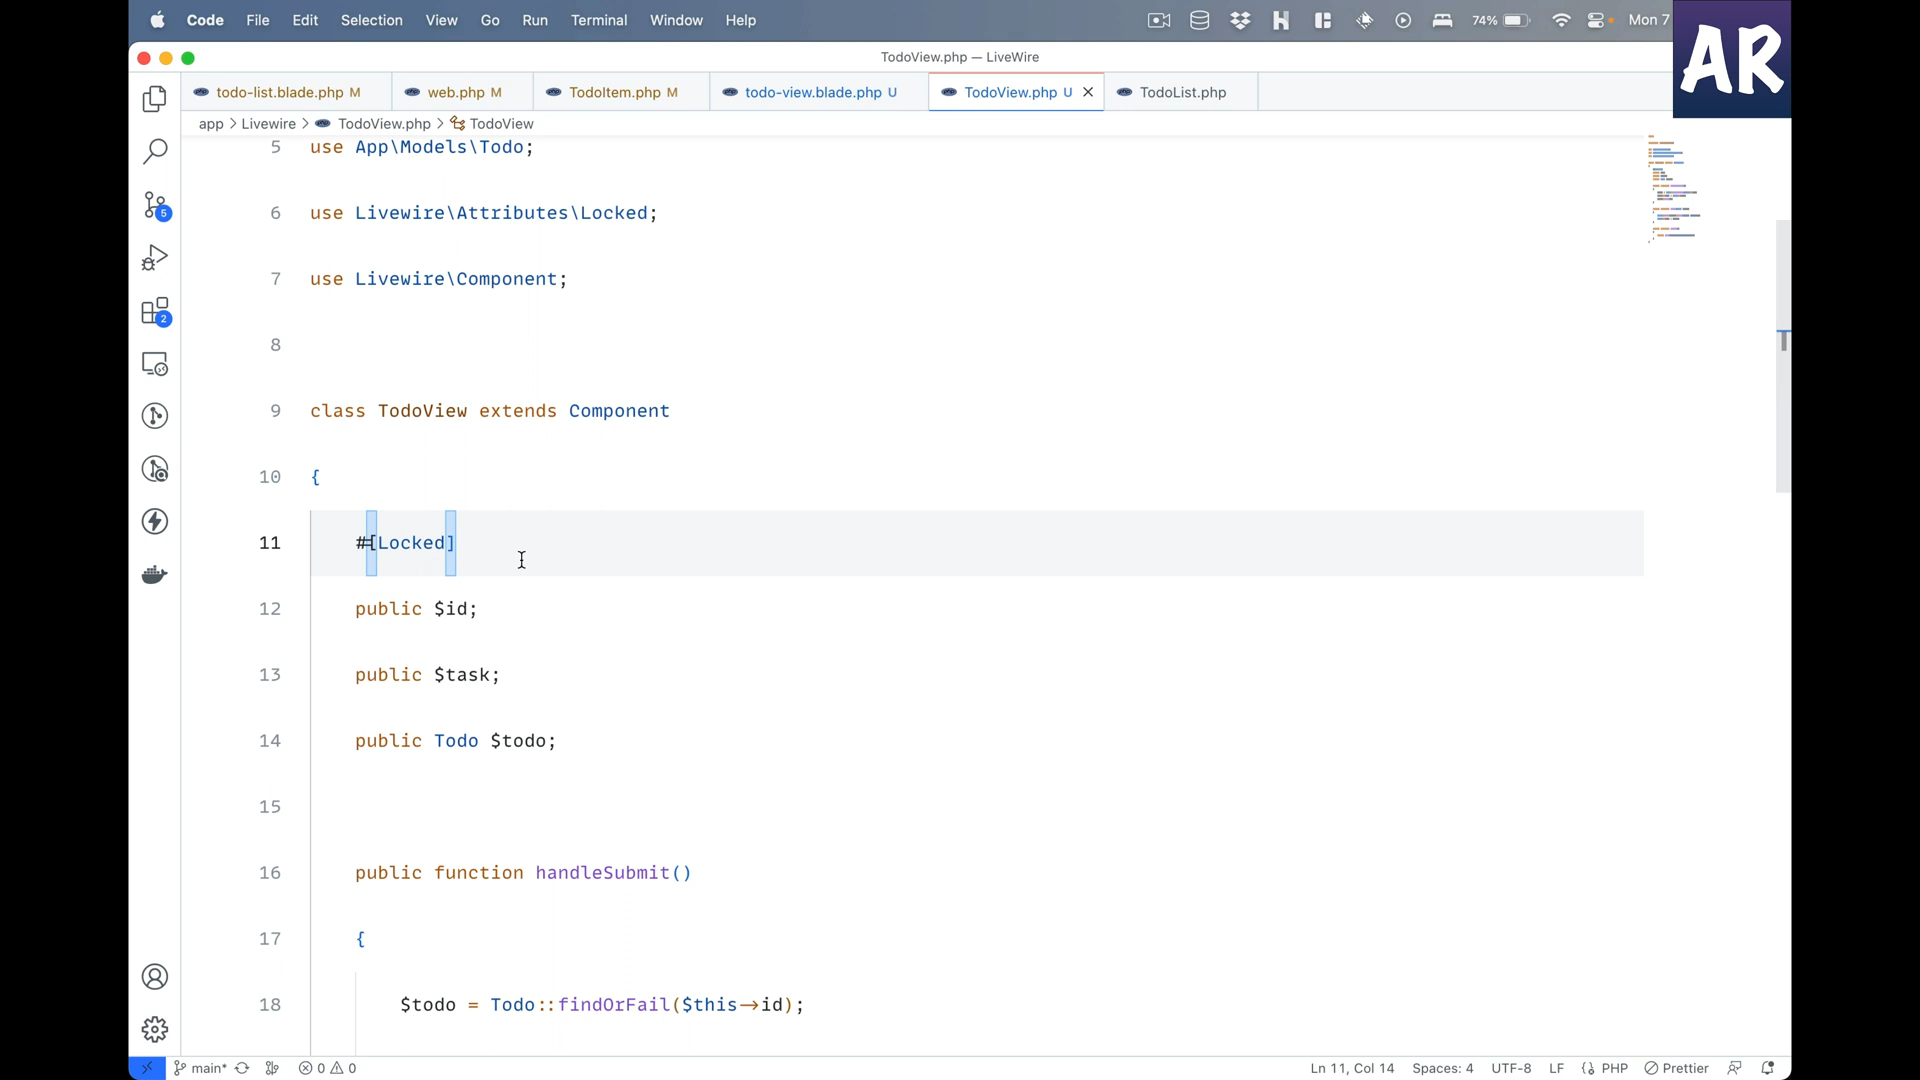 Code File Edit Selection View Go Run Terminal Window Help 74% Mon 7
AR
TodoView.php — LiveWire
todo-list.blade.php M web.php M TodoItem.php M todo-view.blade.php U TodoView.php U TodoList.php
app > Livewire > TodoView.php > TodoView
5 use App\Models\Todo;
6 use Livewire\Attributes\Locked;
7 use Livewire\Component;
8
9 class TodoView extends Component
10 {
11 #[Locked]
12 public $id;
13 public $task;
14 public Todo $todo;
15
16 public function handleSubmit()
17 {
18 $todo = Todo::findOrFail($this->id);
5
2
main* 0 0 Ln 11, Col 14 Spaces: 4 UTF-8 LF PHP Prettier